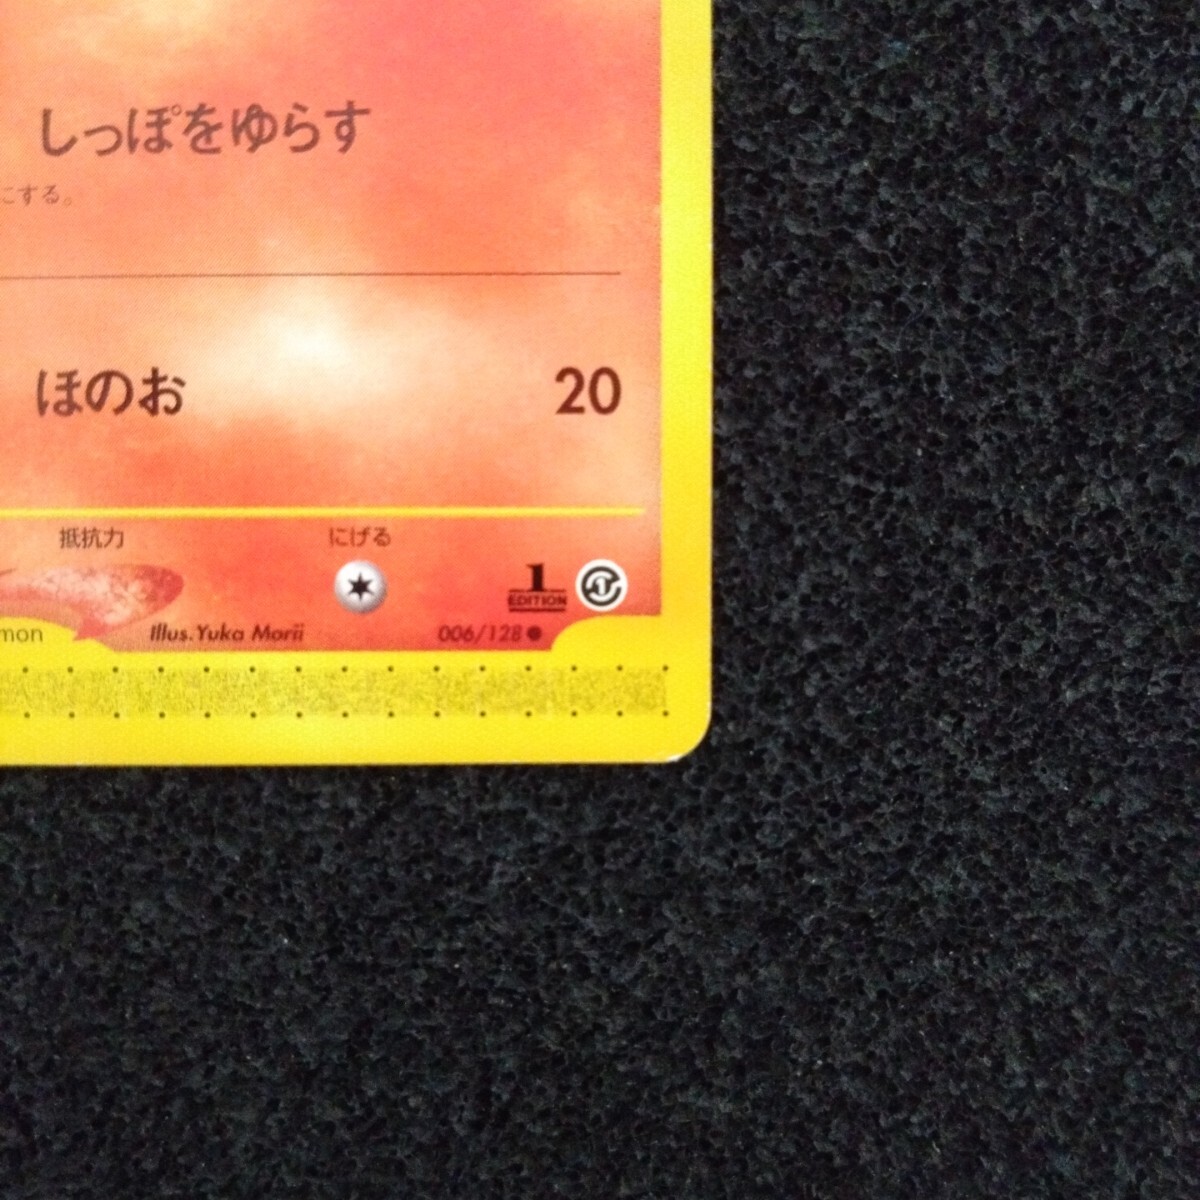 しっぽをゆらす
にする。
ほのお 20
抵抗力 にげる
1
EDITION
mon Illus.Yuka Morii 006/128